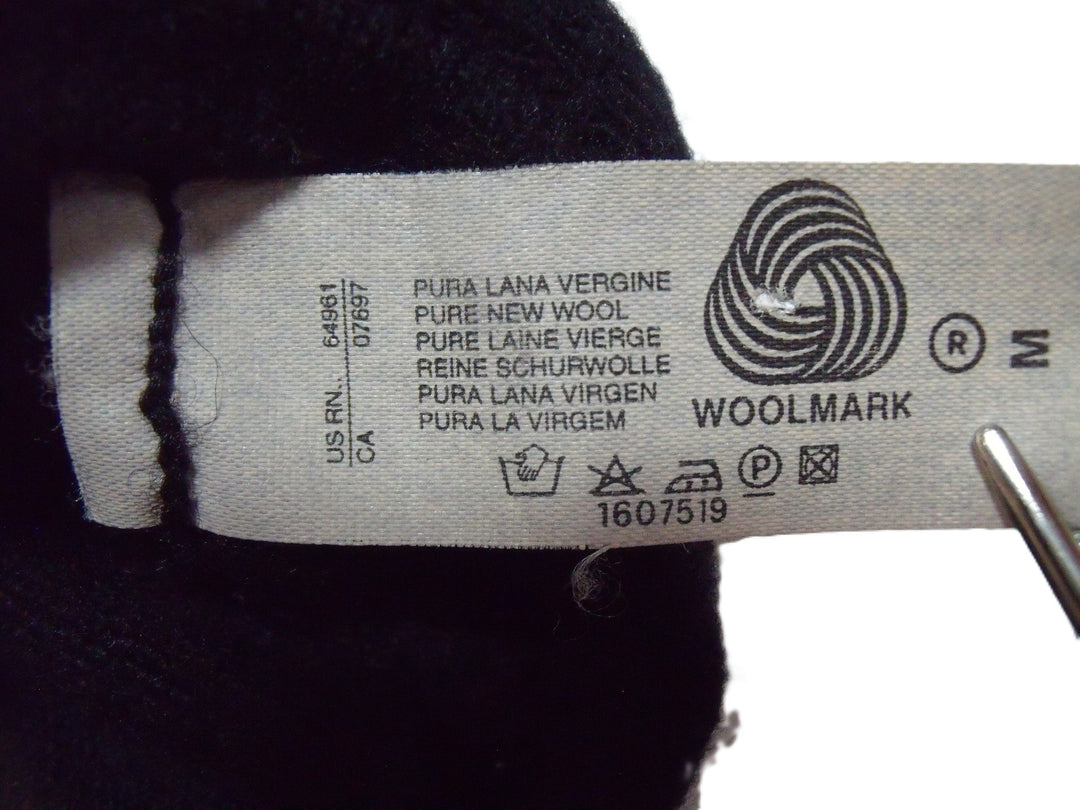 US RN. 64961
CA 07697
PURA LANA VERGINE
PURE NEW WOOL
PURE LAINE VIERGE
REINE SCHURWOLLE
PURA LANA VIRGEN
PURA LA VIRGEM
WOOLMARK
®
M
P
1607519